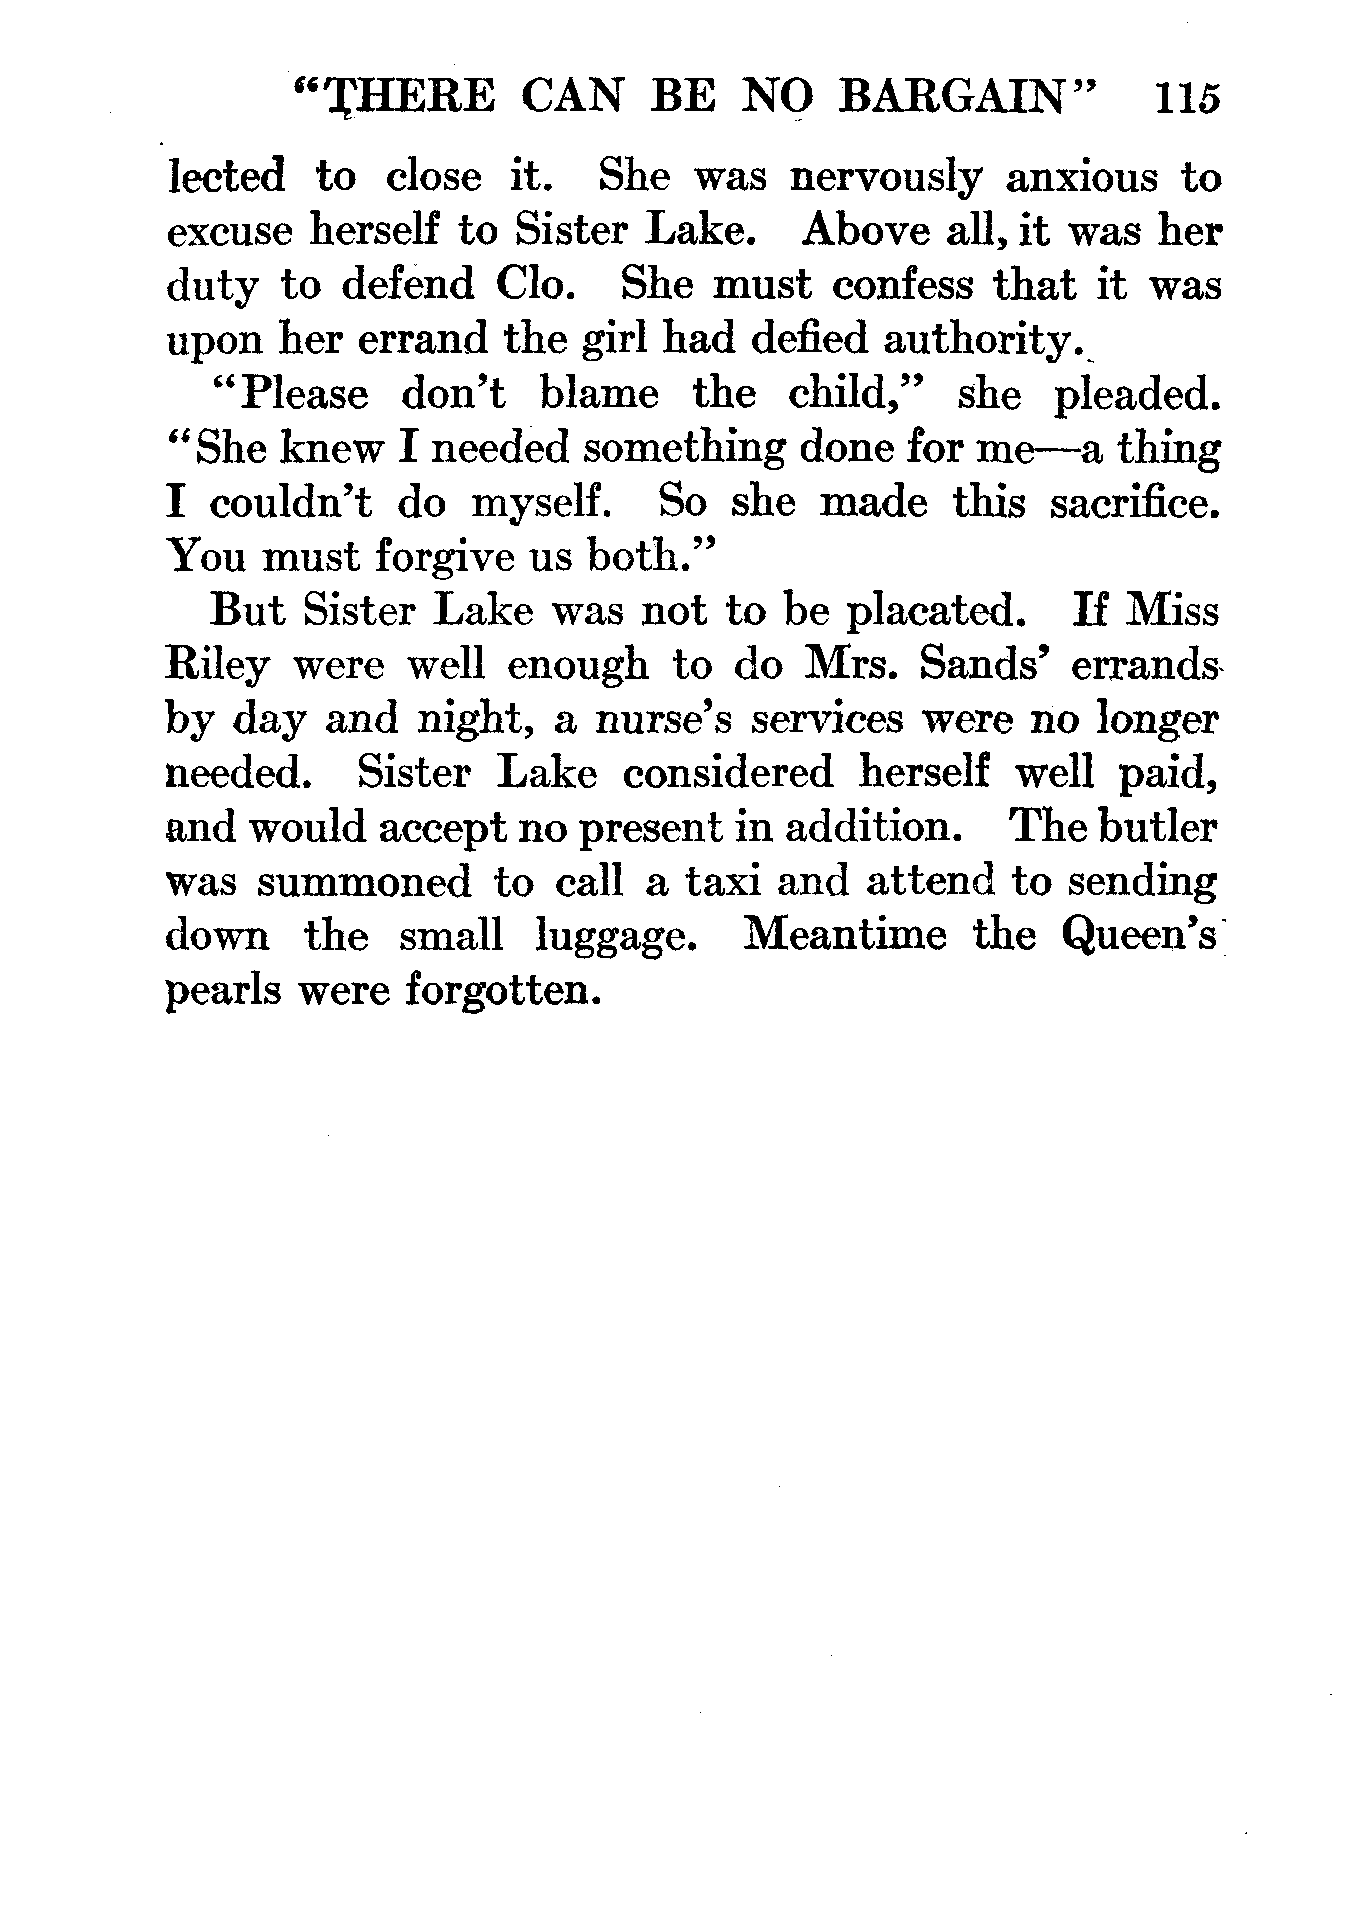 “THERE CAN BE NO BARGAIN” 115
lected to close it. She was nervously anxious to
excuse herself to Sister Lake. Above all, it was her
duty to defend Clo. She must confess that it was
upon her errand the girl had defied authority.
“Please don’t blame the child,” she pleaded.
“She knew I needed something done for me—a thing
I couldn’t do myself. So she made this sacrifice.
You must forgive us both.”
But Sister Lake was not to be placated. If Miss
Riley were well enough to do Mrs. Sands’ errands
by day and night, a nurse’s services were no longer
needed. Sister Lake considered herself well paid,
and would accept no present in addition. The butler
was summoned to call a taxi and attend to sending
down the small luggage. Meantime the Queen’s
pearls were forgotten.